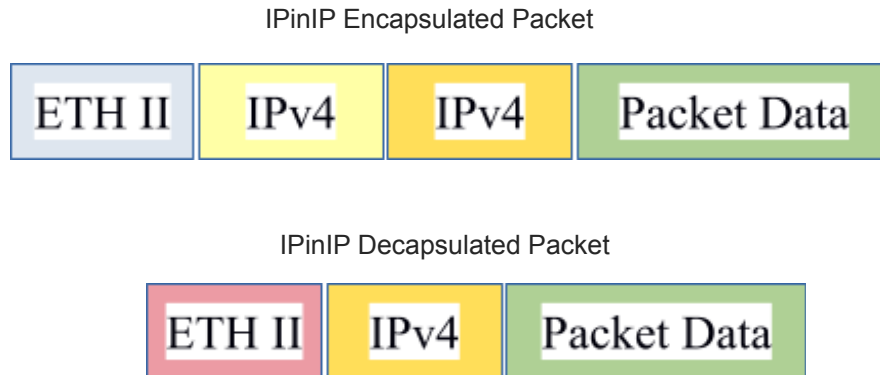 IPinIP Encapsulated Packet
ETH II IPv4 IPv4 Packet Data
IPinIP Decapsulated Packet
ETH II IPv4 Packet Data